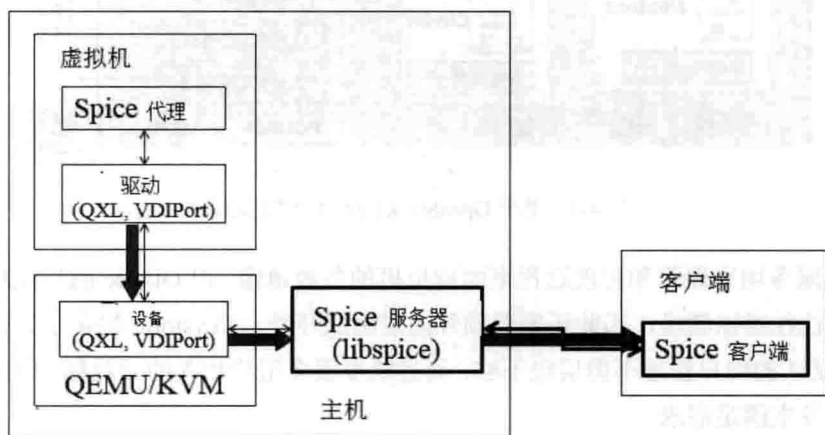 虚拟机
Spice 代理
驱动
(QXL, VDIPort)
设备
(QXL, VDIPort)
QEMU/KVM
Spice 服务器
(libspice)
主机
客户端
Spice 客户端